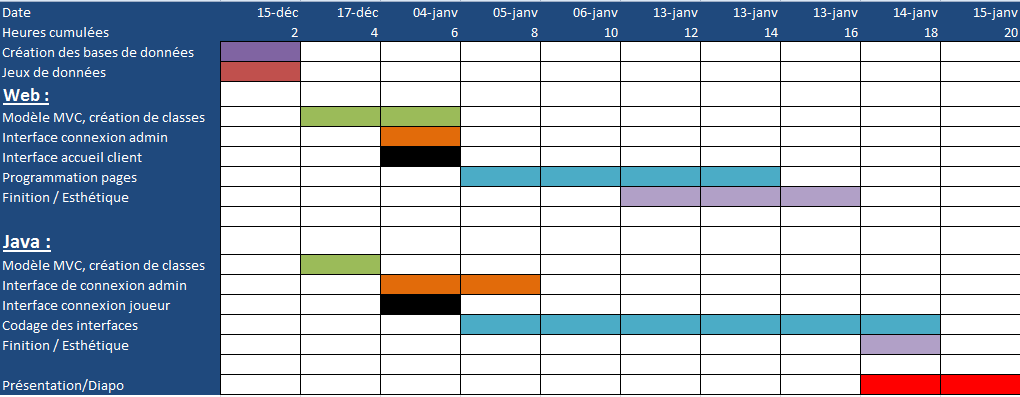 Date 15-déc 17-déc 04-janv 05-janv 06-janv 13-janv 13-janv 13-janv 14-janv 15-janv
Heures cumulées 2 4 6 8 10 12 14 16 18 20
Création des bases de données
Jeux de données
Web :
Modèle MVC, création de classes
Interface connexion admin
Interface accueil client
Programmation pages
Finition / Esthétique
Java :
Modèle MVC, création de classes
Interface de connexion admin
Interface connexion joueur
Codage des interfaces
Finition / Esthétique
Présentation/Diapo